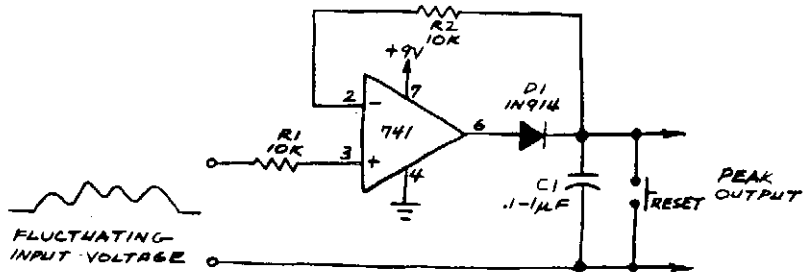 R2
10K
+9V
2
-
7
741
6
D1
1N914
R1
10K
3
+
4
C1
.1-1µF
RESET
PEAK
OUTPUT
FLUCTUATING
INPUT VOLTAGE